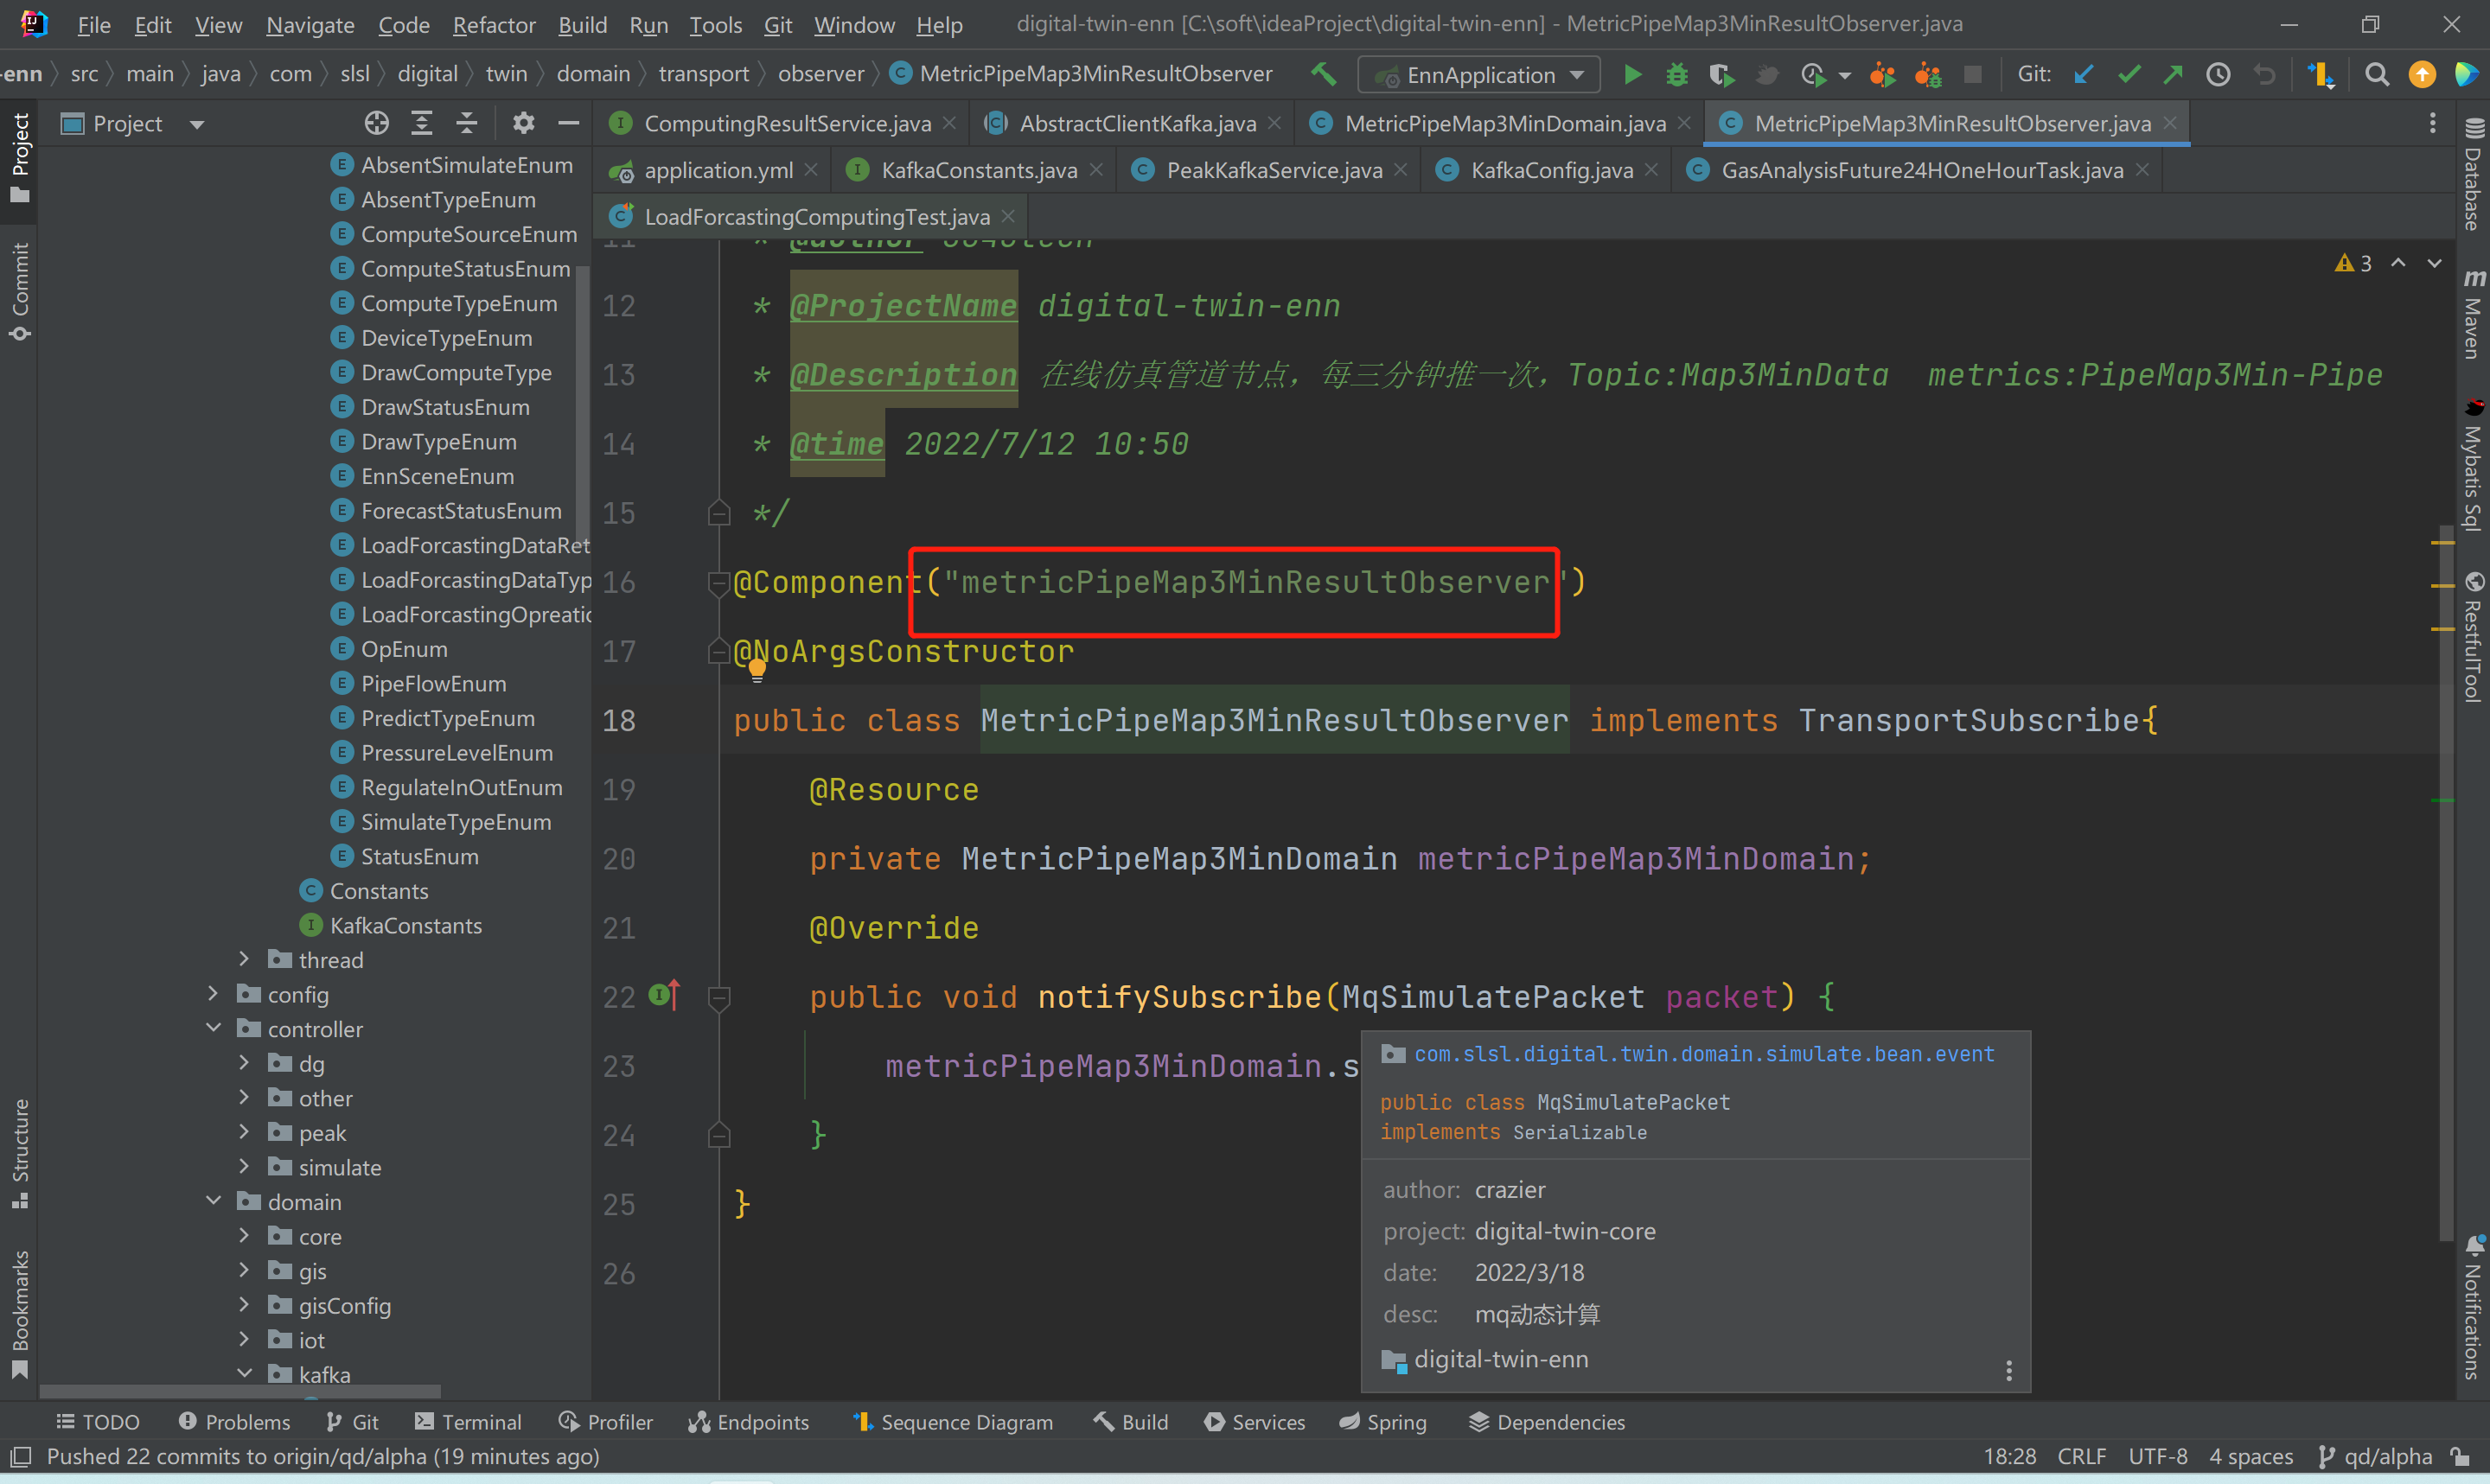 File Edit View Navigate Code Refactor Build Run Tools Git Window Help digital-twin-enn [C:\soft\ideaProject\digital-twin-enn] - MetricPipeMap3MinResultObserver.java
-enn src main java com slsl digital twin domain transport observer MetricPipeMap3MinResultObserver EnnApplication Git:
Project
ComputingResultService.java AbstractClientKafka.java MetricPipeMap3MinDomain.java MetricPipeMap3MinResultObserver.java
application.yml KafkaConstants.java PeakKafkaService.java KafkaConfig.java GasAnalysisFuture24HOneHourTask.java
LoadForcastingComputingTest.java
Project
Commit
Structure
Bookmarks
AbsentSimulateEnum
AbsentTypeEnum
ComputeSourceEnum
ComputeStatusEnum
ComputeTypeEnum
DeviceTypeEnum
DrawComputeType
DrawStatusEnum
DrawTypeEnum
EnnSceneEnum
ForecastStatusEnum
LoadForcastingDataRet
LoadForcastingDataTyp
LoadForcastingOpreatio
OpEnum
PipeFlowEnum
PredictTypeEnum
PressureLevelEnum
RegulateInOutEnum
SimulateTypeEnum
StatusEnum
Constants
KafkaConstants
thread
config
controller
dg
other
peak
simulate
domain
core
gis
gisConfig
iot
kafka
3
11 * @author
12 * @ProjectName digital-twin-enn
13 * @Description 在线仿真管道节点，每三分钟推一次，Topic:Map3MinData metrics:PipeMap3Min-Pipe
14 * @time 2022/7/12 10:50
15 */
16 @Component("metricPipeMap3MinResultObserver")
17 @NoArgsConstructor
18 public class MetricPipeMap3MinResultObserver implements TransportSubscribe{
19 @Resource
20 private MetricPipeMap3MinDomain metricPipeMap3MinDomain;
21 @Override
22 public void notifySubscribe(MqSimulatePacket packet) {
23 metricPipeMap3MinDomain.s
24 }
25 }
26
com.slsl.digital.twin.domain.simulate.bean.event
public class MqSimulatePacket
implements Serializable
author: crazier
project: digital-twin-core
date: 2022/3/18
desc: mq动态计算
digital-twin-enn
Database
m Maven
Mybatis Sql
RestfulTool
Notifications
TODO Problems Git Terminal Profiler Endpoints Sequence Diagram Build Services Spring Dependencies
Pushed 22 commits to origin/qd/alpha (19 minutes ago) 18:28 CRLF UTF-8 4 spaces qd/alpha